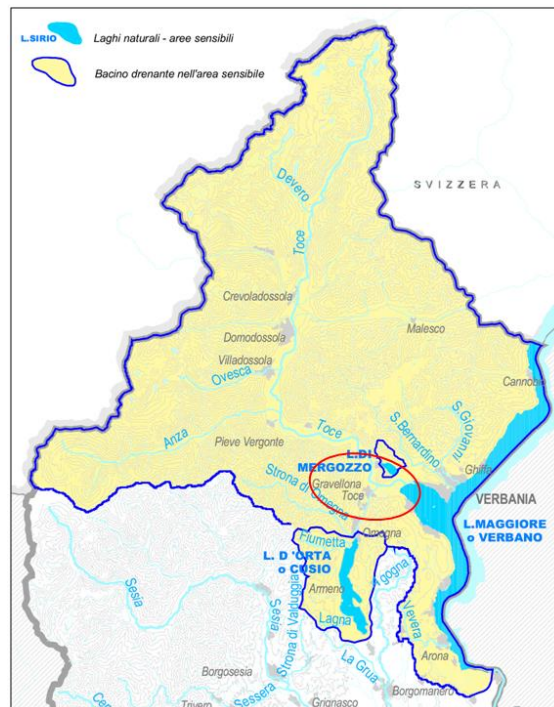 L.SIRIO
Laghi naturali - aree sensibili
Bacino drenante nell'area sensibile
SVIZZERA
Devero
Toce
Crevoladossola
Domodossola
Malesco
Villadossola
Ovesca
Cannobio
S.Giovanni
S.Bernardino
Toce
Anza
Pieve Vergonte
L.DI
MERGOZZO
Ghiffa
Strona di Omegna
Gravellona
Toce
VERBANIA
L.MAGGIORE
o VERBANO
Omegna
Fiumetta
L. D'ORTA
o CUSIO
Agogna
Armeno
Sesia
Sesia
Strona di Valduggia
Lagna
Vevera
Arona
La Grua
Borgosesia
Sessera
Borgomanero
Grignasco
Trivero